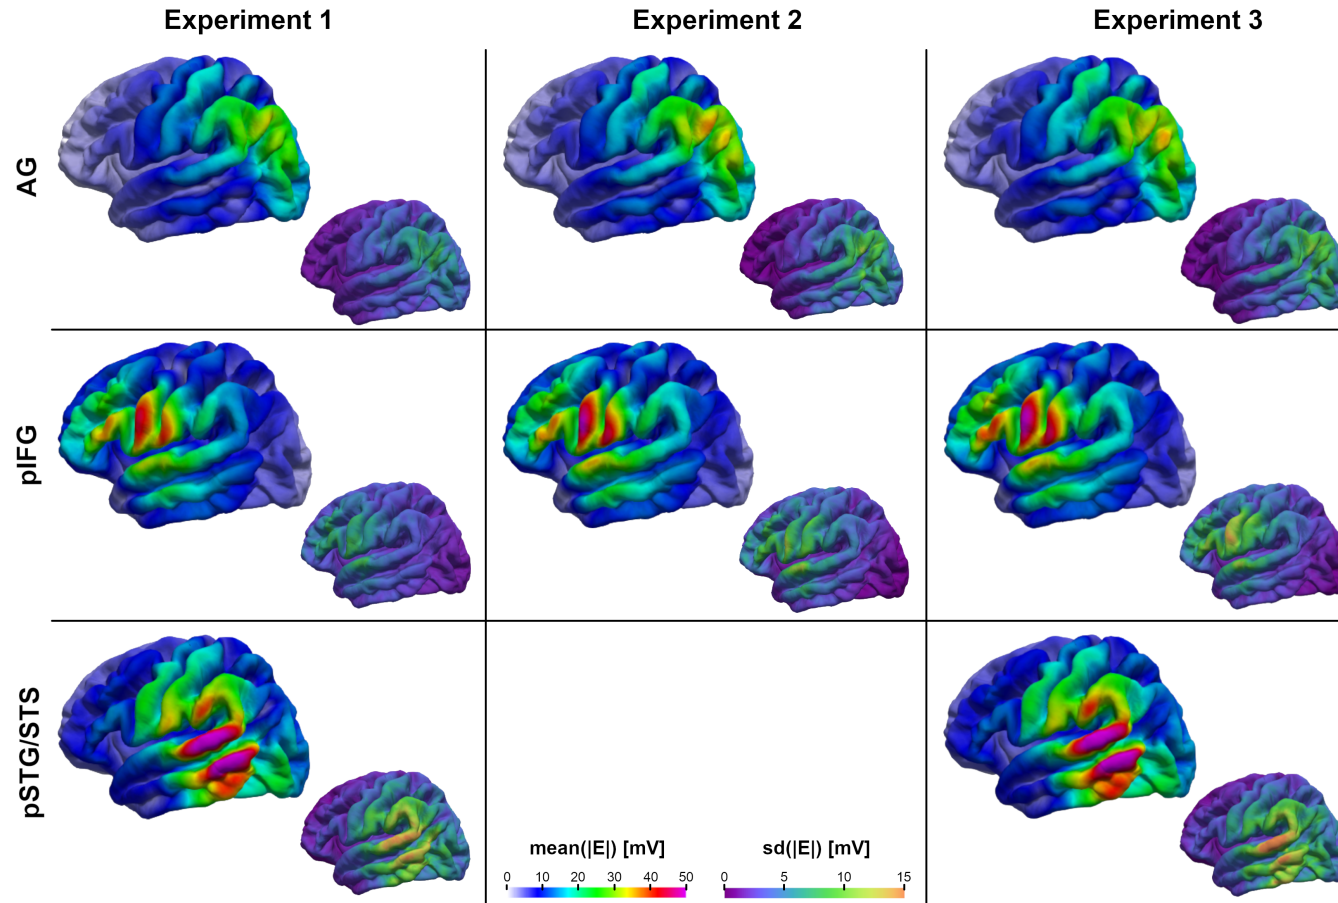 Experiment 1
Experiment 2
Experiment 3
AG
pIFG
pSTG/STS
mean(|E|) [mV]
0 10 20 30 40 50
sd(|E|) [mV]
0 5 10 15